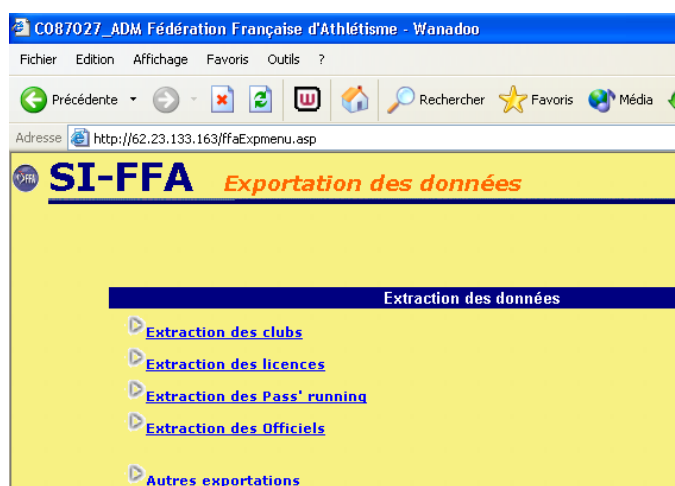 C087027_ADM Fédération Française d'Athlétisme - Wanadoo
Fichier Edition Affichage Favoris Outils ?
Précédente Rechercher Favoris Média
Adresse http://62.23.133.163/ffaExpmenu.asp
SI-FFA Exportation des données
Extraction des données
Extraction des clubs
Extraction des licences
Extraction des Pass' running
Extraction des Officiels
Autres exportations